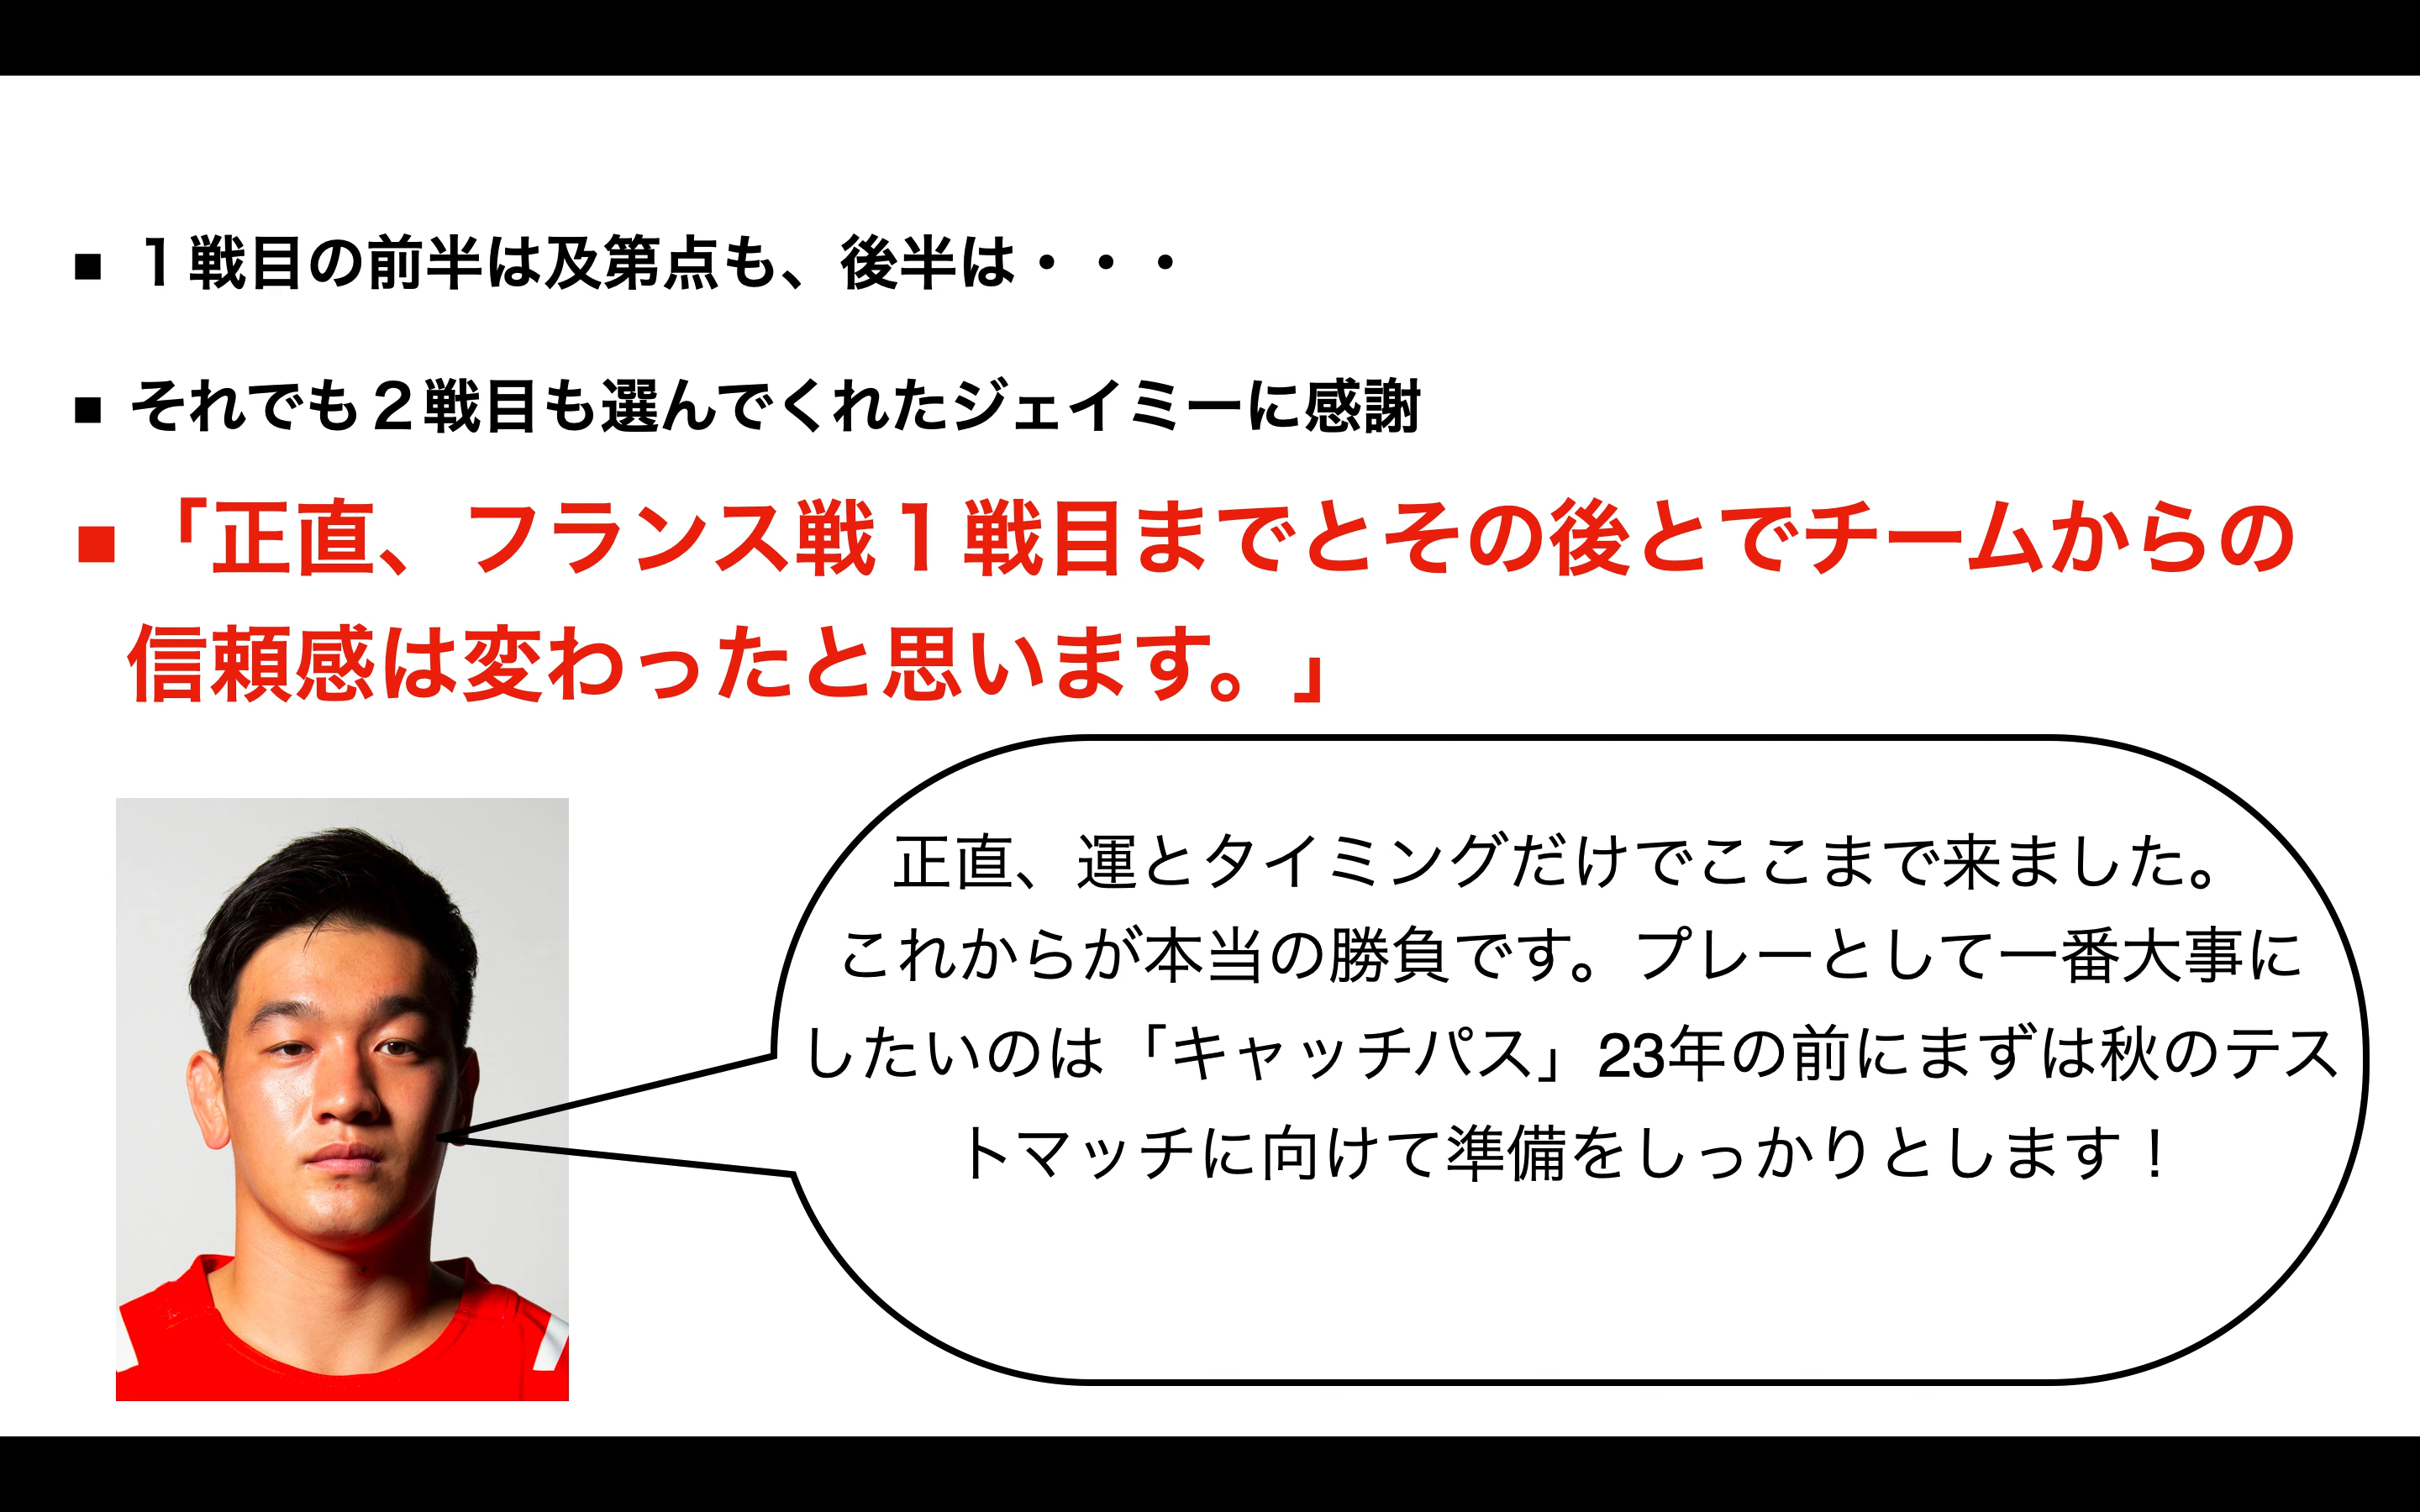 ■ １戦目の前半は及第点も、後半は・・・
■ それでも２戦目も選んでくれたジェイミーに感謝
■「正直、フランス戦１戦目までとその後とでチームからの
信頼感は変わったと思います。」
正直、運とタイミングだけでここまで来ました。
これからが本当の勝負です。プレーとして一番大事に
したいのは「キャッチパス」23年の前にまずは秋のテス
トマッチに向けて準備をしっかりとします！